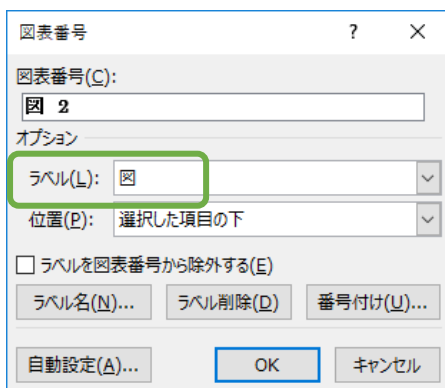 図表番号 ? ×
図表番号(C):
図 2
オプション
ラベル(L): 図
位置(P): 選択した項目の下
ラベルを図表番号から除外する(E)
ラベル名(N)... ラベル削除(D) 番号付け(U)...
自動設定(A)... OK キャンセル